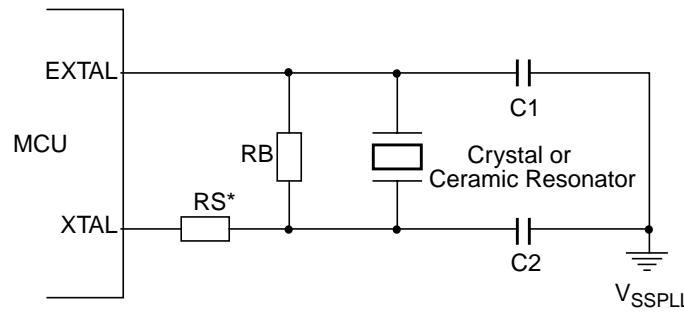 EXTAL
C1
MCU
RB
Crystal or
Ceramic Resonator
RS*
XTAL
C2
VSSPLL